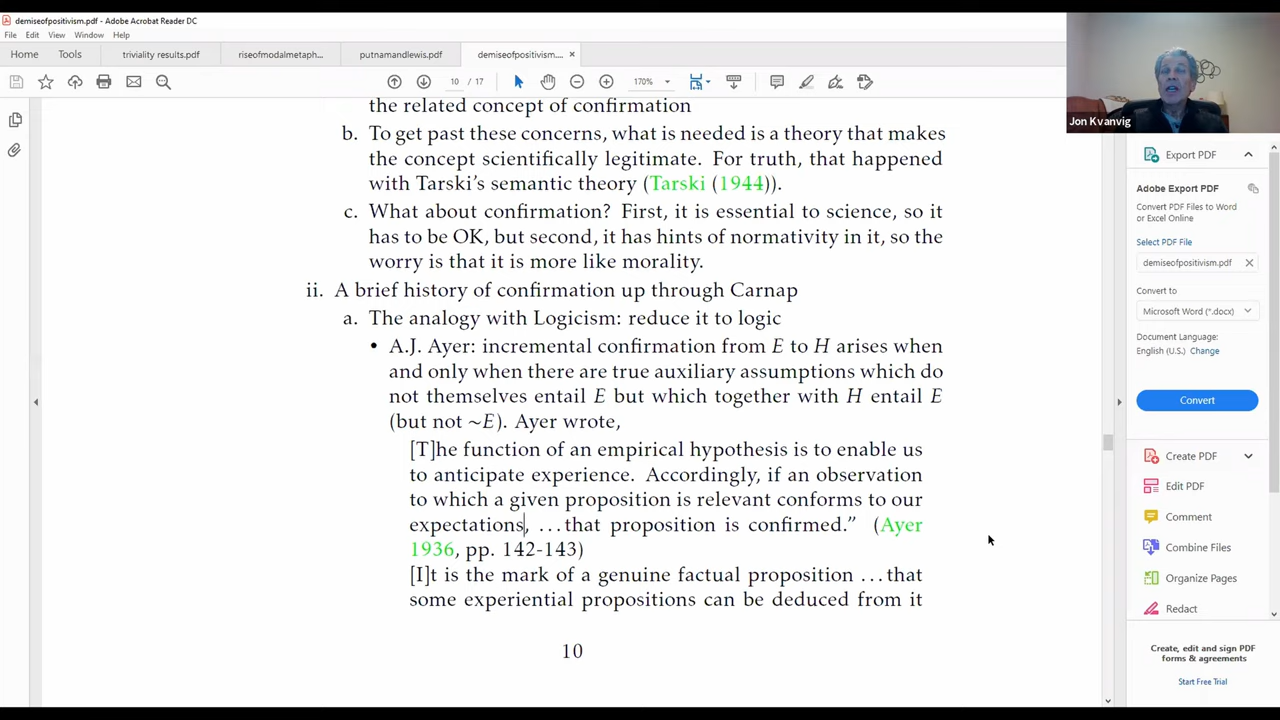 demiseofpositivism.pdf - Adobe Acrobat Reader DC
File Edit View Window Help
Home Tools triviality results.pdf riseofmodalmetaph... putnamandlewis.pdf demiseofpositivism.... ×
10 / 17 170%
Jon Kvanvig
the related concept of confirmation
b. To get past these concerns, what is needed is a theory that makes
the concept scientifically legitimate. For truth, that happened
with Tarski's semantic theory (Tarski (1944)).
c. What about confirmation? First, it is essential to science, so it
has to be OK, but second, it has hints of normativity in it, so the
worry is that it is more like morality.
ii. A brief history of confirmation up through Carnap
a. The analogy with Logicism: reduce it to logic
• A.J. Ayer: incremental confirmation from E to H arises when
and only when there are true auxiliary assumptions which do
not themselves entail E but which together with H entail E
(but not ~E). Ayer wrote,
[T]he function of an empirical hypothesis is to enable us
to anticipate experience. Accordingly, if an observation
to which a given proposition is relevant conforms to our
expectations, ...that proposition is confirmed." (Ayer
1936, pp. 142-143)
[I]t is the mark of a genuine factual proposition ...that
some experiential propositions can be deduced from it
10
Export PDF
Adobe Export PDF
Convert PDF Files to Word
or Excel Online
Select PDF File
demiseofpositivism.pdf ×
Convert to
Microsoft Word (*.docx)
Document Language:
English (U.S.) Change
Convert
Create PDF
Edit PDF
Comment
Combine Files
Organize Pages
Redact
Create, edit and sign PDF
forms & agreements
Start Free Trial